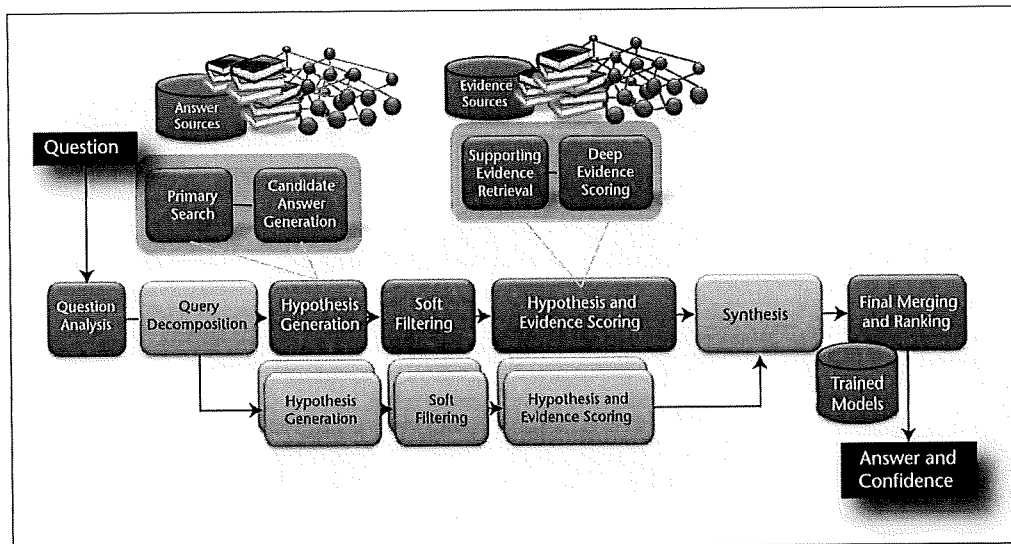 Answer
Sources
Evidence
Sources
Question
Primary
Search
Candidate
Answer
Generation
Supporting
Evidence
Retrieval
Deep
Evidence
Scoring
Question
Analysis
Query
Decomposition
Hypothesis
Generation
Soft
Filtering
Hypothesis and
Evidence Scoring
Synthesis
Final Merging
and Ranking
Trained
Models
Hypothesis
Generation
Soft
Filtering
Hypothesis and
Evidence Scoring
Answer and
Confidence